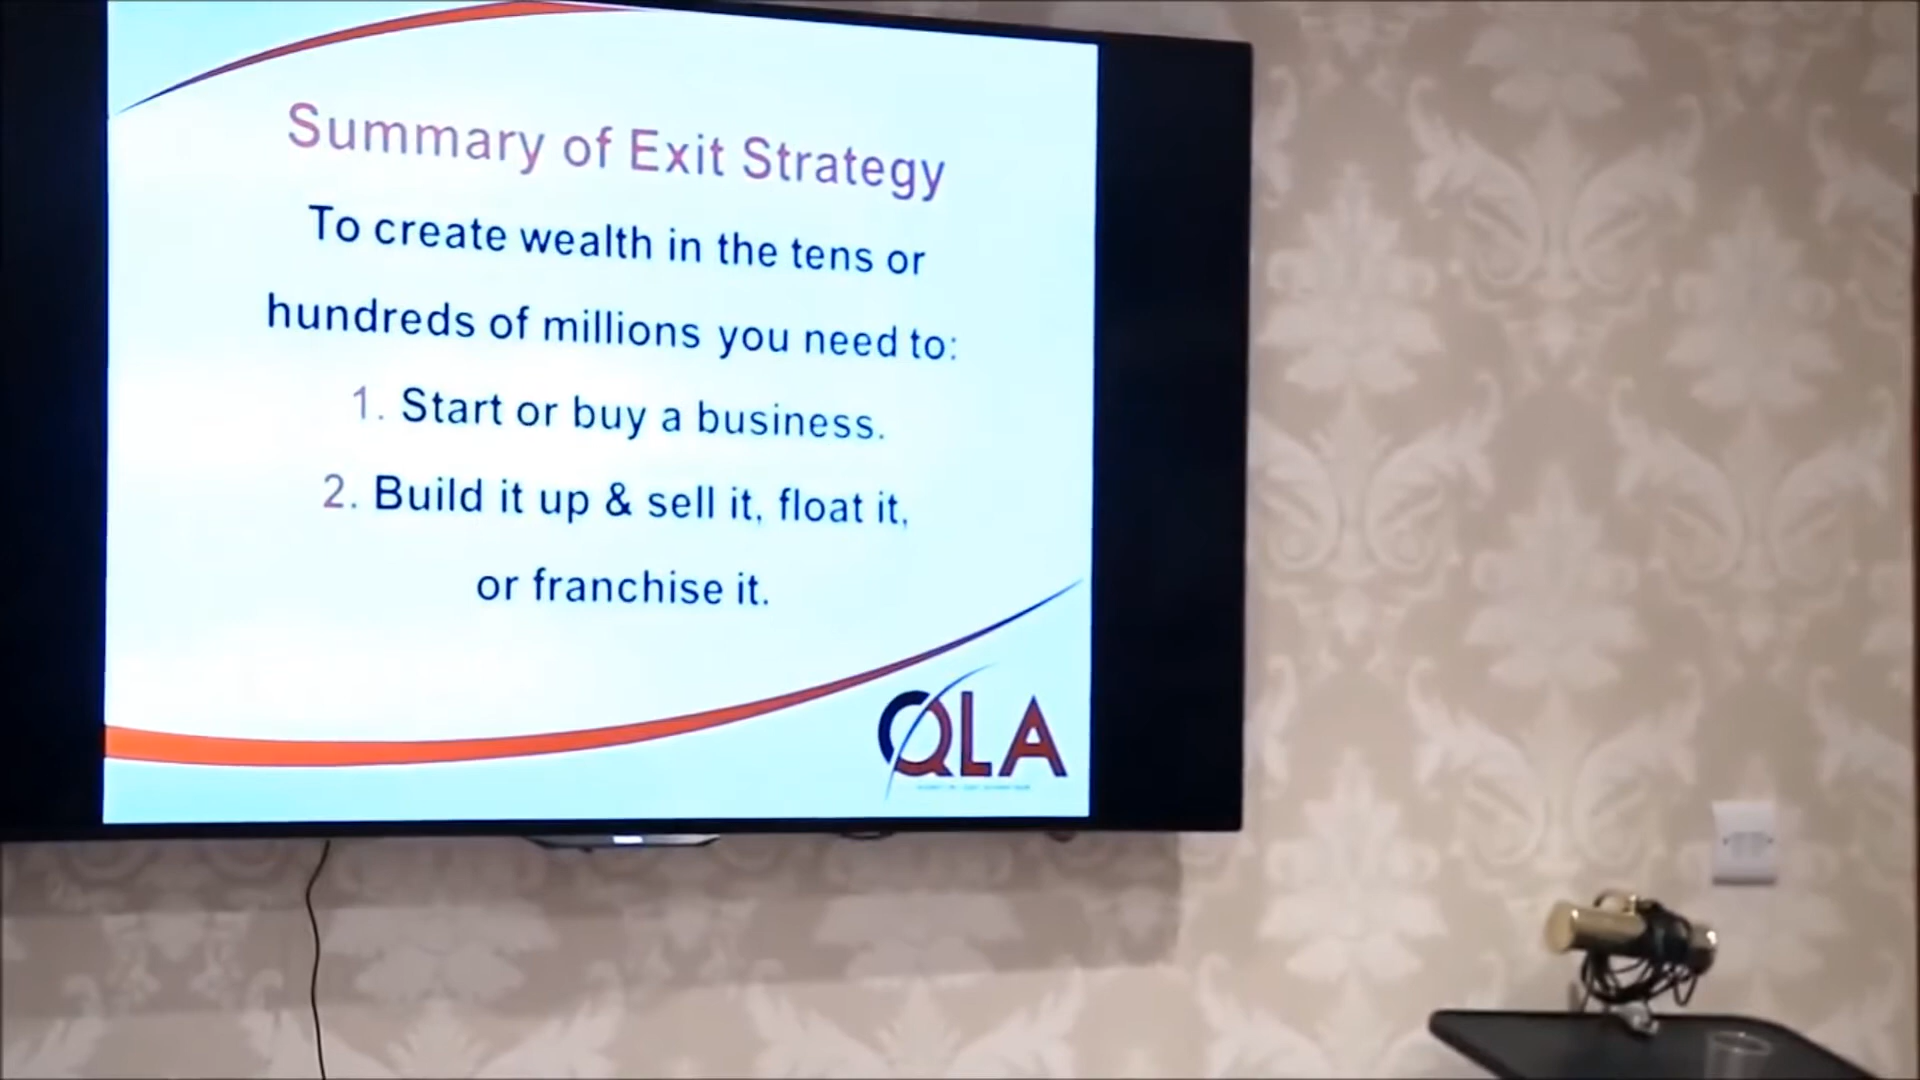 Summary of Exit Strategy
To create wealth in the tens or
hundreds of millions you need to:
1. Start or buy a business.
2. Build it up & sell it, float it,
or franchise it.
QLA